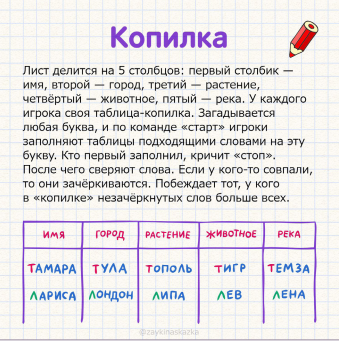 Копилка
Лист делится на 5 столбцов: первый столбик —
имя, второй — город, третий — растение,
четвёртый — животное, пятый — река. У каждого
игрока своя таблица-копилка. Загадывается
любая буква, и по команде «старт» игроки
заполняют таблицы подходящими словами на эту
букву. Кто первый заполнил, кричит «стоп».
После чего сверяют слова. Если у кого-то совпали,
то они зачёркиваются. Побеждает тот, у кого
в «копилке» незачёркнутых слов больше всех.
ИМЯ ГОРОД РАСТЕНИЕ ЖИВОТНОЕ РЕКА
ТАМАРА ТУЛА ТОПОЛЬ ТИГР ТЕМЗА
ЛАРИСА ЛОНДОН ЛИПА ЛЕВ ЛЕНА
@zaykinaskazka